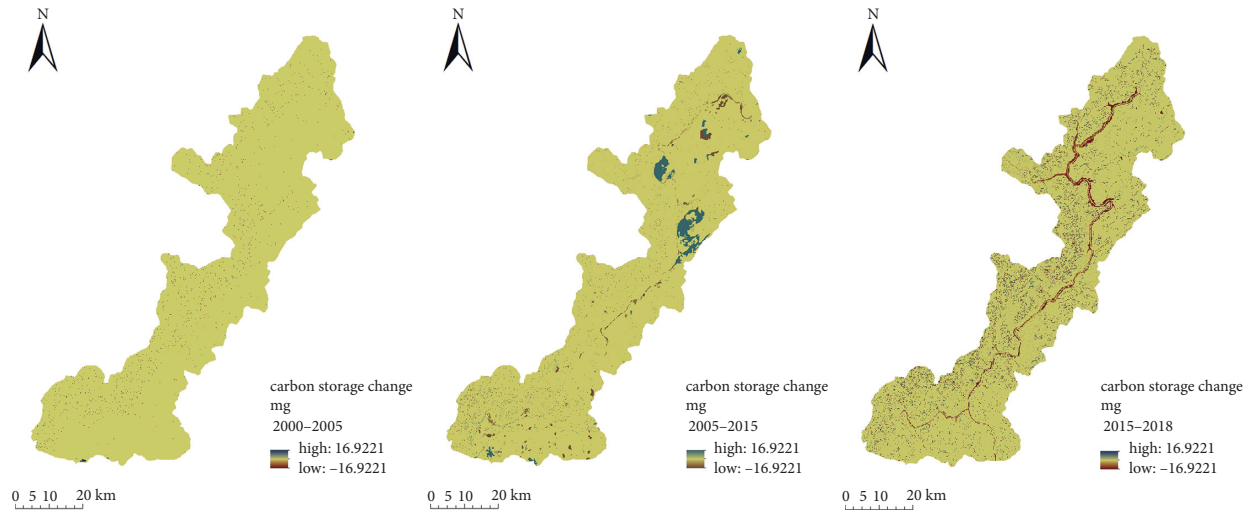 N
carbon storage change
mg
2000–2005
high: 16.9221
low: –16.9221
0 5 10 20 km
N
carbon storage change
mg
2005–2015
high: 16.9221
low: –16.9221
0 5 10 20 km
N
carbon storage change
mg
2015–2018
high: 16.9221
low: –16.9221
0 5 10 20 km